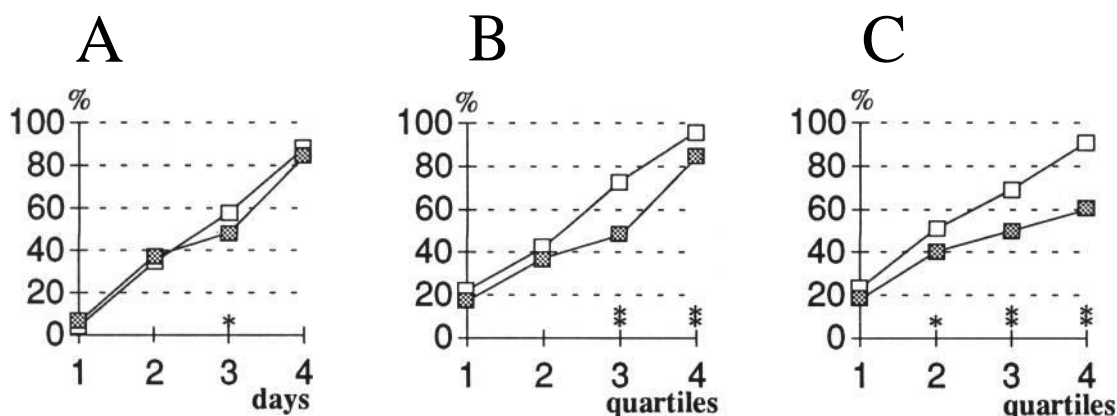 A B C
% % %
100 100 100
80 80 80
60 60 60
40 40 40
20 20 20
* ** * ** **
0 0 0
1 2 3 4 1 2 3 4 1 2 3 4
days quartiles quartiles